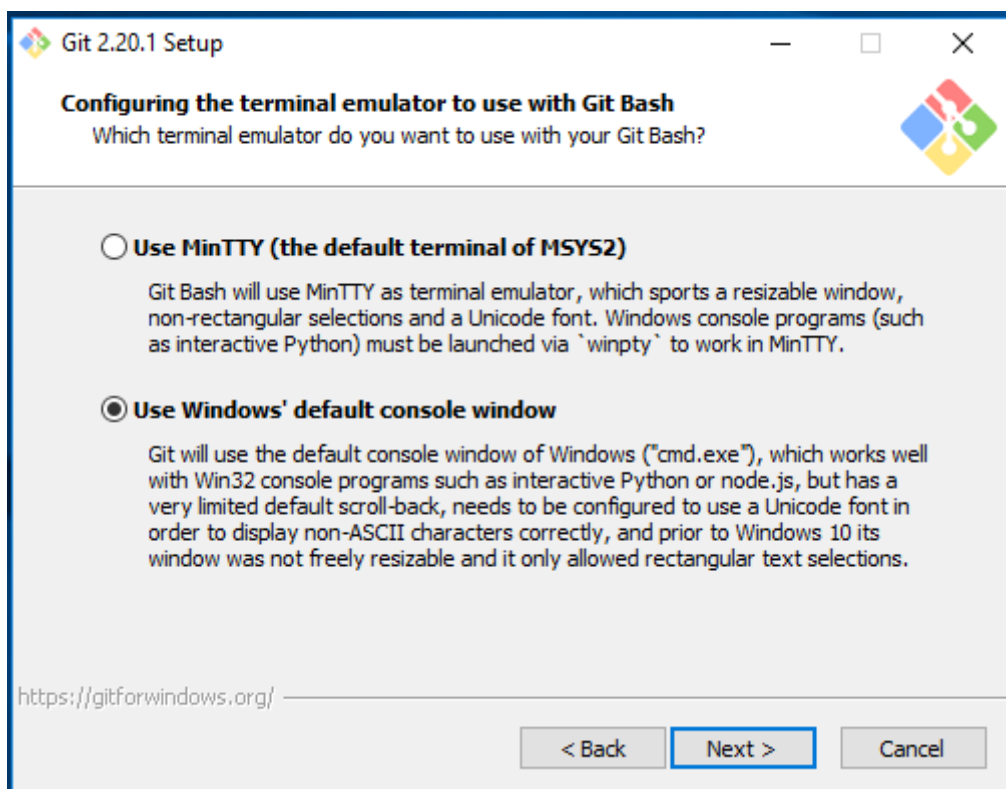 Git 2.20.1 Setup
Configuring the terminal emulator to use with Git Bash
Which terminal emulator do you want to use with your Git Bash?
Use MinTTY (the default terminal of MSYS2)
Git Bash will use MinTTY as terminal emulator, which sports a resizable window,
non-rectangular selections and a Unicode font. Windows console programs (such
as interactive Python) must be launched via `winpty` to work in MinTTY.
Use Windows' default console window
Git will use the default console window of Windows ("cmd.exe"), which works well
with Win32 console programs such as interactive Python or node.js, but has a
very limited default scroll-back, needs to be configured to use a Unicode font in
order to display non-ASCII characters correctly, and prior to Windows 10 its
window was not freely resizable and it only allowed rectangular text selections.
https://gitforwindows.org/
< Back
Next >
Cancel